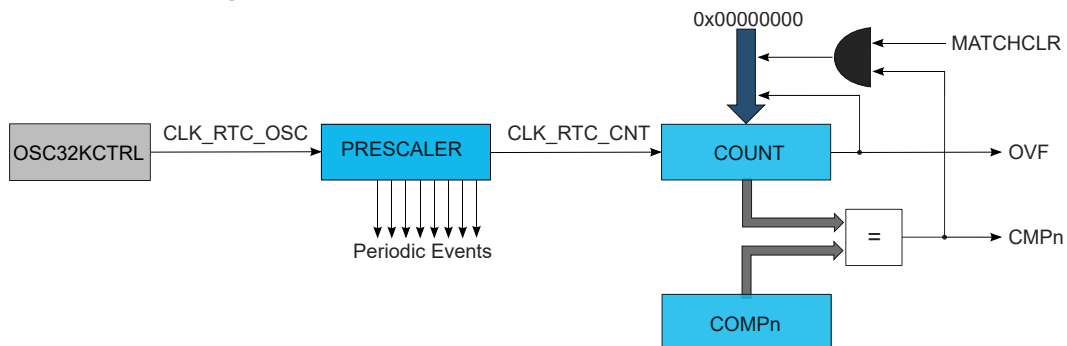 0x00000000
MATCHCLR
OSC32KCTRL
CLK_RTC_OSC
PRESCALER
CLK_RTC_CNT
COUNT
OVF
Periodic Events
=
CMPn
COMPn